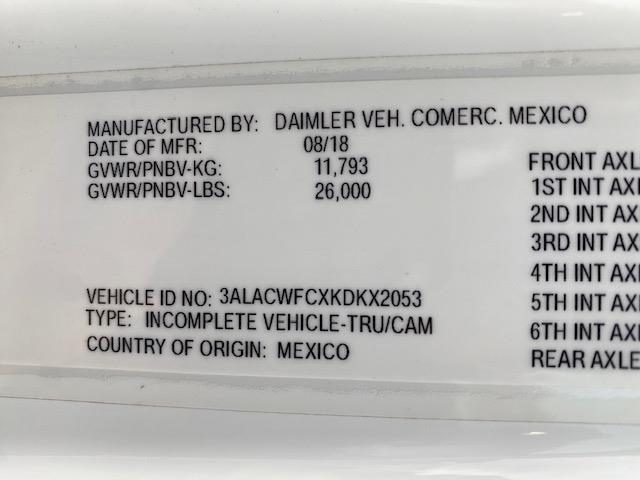 MANUFACTURED BY: DAIMLER VEH. COMERC. MEXICO
DATE OF MFR: 08/18
GVWR/PNBV-KG: 11,793
GVWR/PNBV-LBS: 26,000
FRONT AXL
1ST INT AXL
2ND INT AX
3RD INT AX
4TH INT AX
5TH INT AX
6TH INT AX
REAR AXLE
VEHICLE ID NO: 3ALACWFCXKDKX2053
TYPE: INCOMPLETE VEHICLE-TRU/CAM
COUNTRY OF ORIGIN: MEXICO